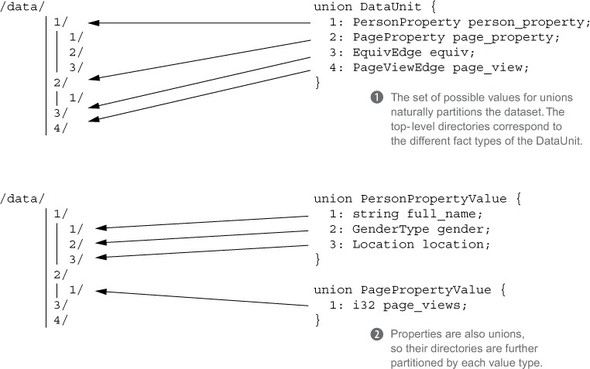 /data/
1/
| 1/
| 2/
| 3/
2/
| 1/
3/
4/
union DataUnit {
1: PersonProperty person_property;
2: PageProperty page_property;
3: EquivEdge equiv;
4: PageViewEdge page_view;
}
1 The set of possible values for unions
naturally partitions the dataset. The
top-level directories correspond to
the different fact types of the DataUnit.
/data/
1/
| 1/
| 2/
| 3/
2/
| 1/
3/
4/
union PersonPropertyValue {
1: string full_name;
2: GenderType gender;
3: Location location;
}
union PagePropertyValue {
1: i32 page_views;
}
2 Properties are also unions,
so their directories are further
partitioned by each value type.